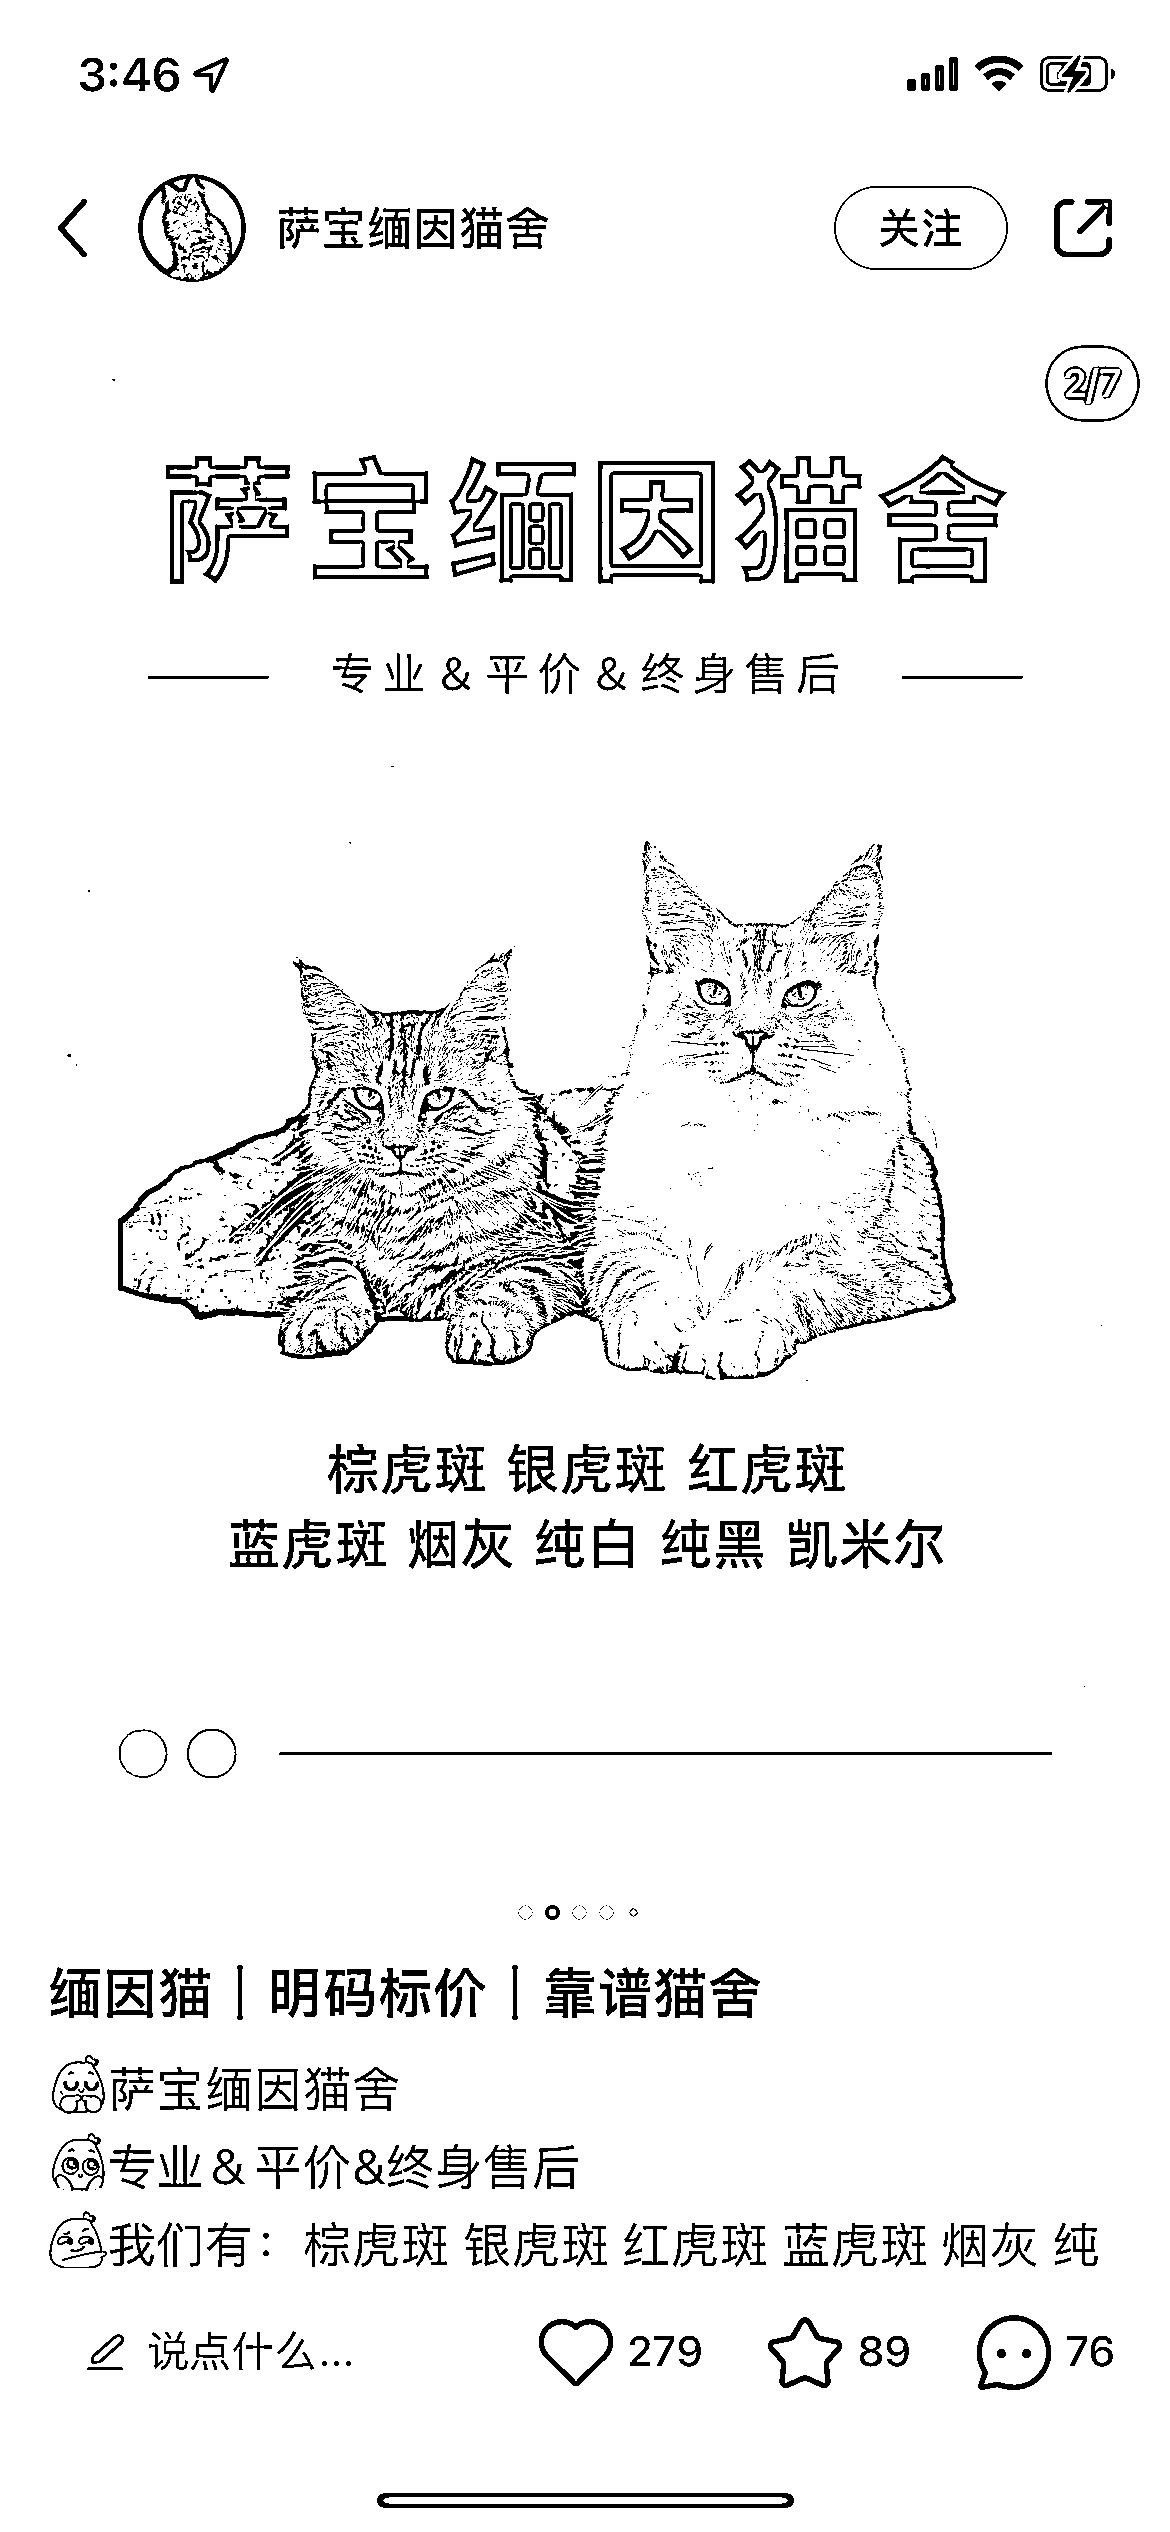 3:46
萨宝缅因猫舍 关注
2/7
萨宝缅因猫舍
专业&平价&终身售后
棕虎斑 银虎斑 红虎斑
蓝虎斑 烟灰 纯白 纯黑 凯米尔
缅因猫｜明码标价｜靠谱猫舍
萨宝缅因猫舍
专业＆平价&终身售后
我们有：棕虎斑 银虎斑 红虎斑 蓝虎斑 烟灰 纯
说点什么... 279 89 76